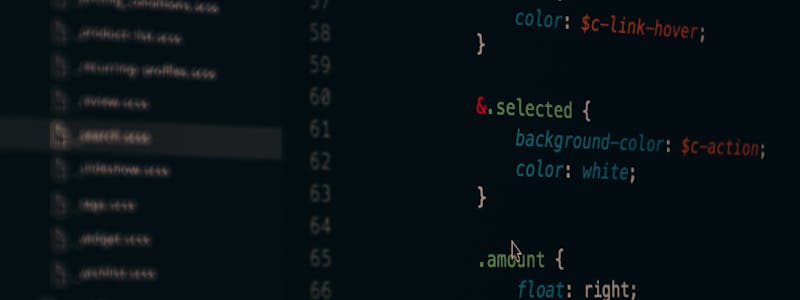 _pricing_conditions.scss
_product-list.scss
_recurring-profiles.scss
_review.scss
_search.scss
_slideshow.scss
_tags.scss
_widget.scss
_wishlist.scss
57
58
59
60
61
62
63
64
65
66
color: $c-link-hover;
}
&.selected {
background-color: $c-action;
color: white;
}
.amount {
float: right;